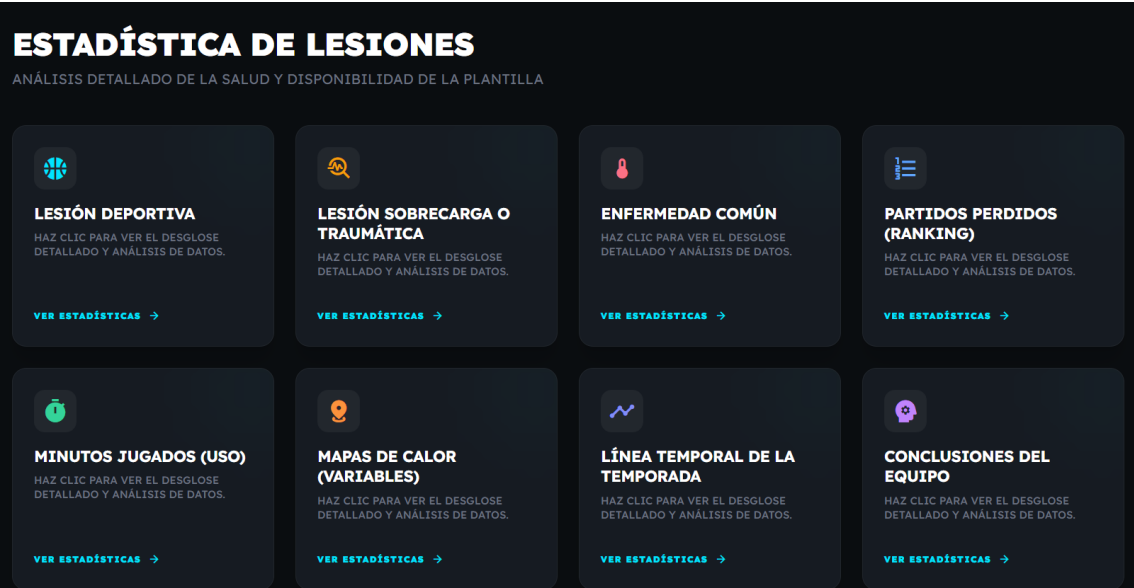 ESTADÍSTICA DE LESIONES
ANÁLISIS DETALLADO DE LA SALUD Y DISPONIBILIDAD DE LA PLANTILLA
LESIÓN DEPORTIVA
HAZ CLIC PARA VER EL DESGLOSE
DETALLADO Y ANÁLISIS DE DATOS.
VER ESTADÍSTICAS →
LESIÓN SOBRECARGA O
TRAUMÁTICA
HAZ CLIC PARA VER EL DESGLOSE
DETALLADO Y ANÁLISIS DE DATOS.
VER ESTADÍSTICAS →
ENFERMEDAD COMÚN
HAZ CLIC PARA VER EL DESGLOSE
DETALLADO Y ANÁLISIS DE DATOS.
VER ESTADÍSTICAS →
1
2
3
PARTIDOS PERDIDOS
(RANKING)
HAZ CLIC PARA VER EL DESGLOSE
DETALLADO Y ANÁLISIS DE DATOS.
VER ESTADÍSTICAS →
MINUTOS JUGADOS (USO)
HAZ CLIC PARA VER EL DESGLOSE
DETALLADO Y ANÁLISIS DE DATOS.
VER ESTADÍSTICAS →
MAPAS DE CALOR
(VARIABLES)
HAZ CLIC PARA VER EL DESGLOSE
DETALLADO Y ANÁLISIS DE DATOS.
VER ESTADÍSTICAS →
LÍNEA TEMPORAL DE LA
TEMPORADA
HAZ CLIC PARA VER EL DESGLOSE
DETALLADO Y ANÁLISIS DE DATOS.
VER ESTADÍSTICAS →
CONCLUSIONES DEL
EQUIPO
HAZ CLIC PARA VER EL DESGLOSE
DETALLADO Y ANÁLISIS DE DATOS.
VER ESTADÍSTICAS →